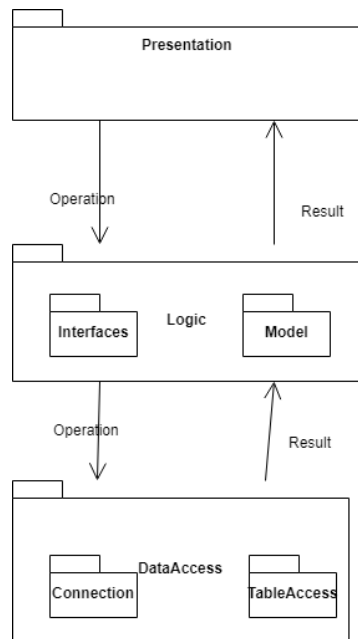 Presentation
Operation
Result
Logic
Interfaces
Model
Operation
Result
DataAccess
Connection
TableAccess